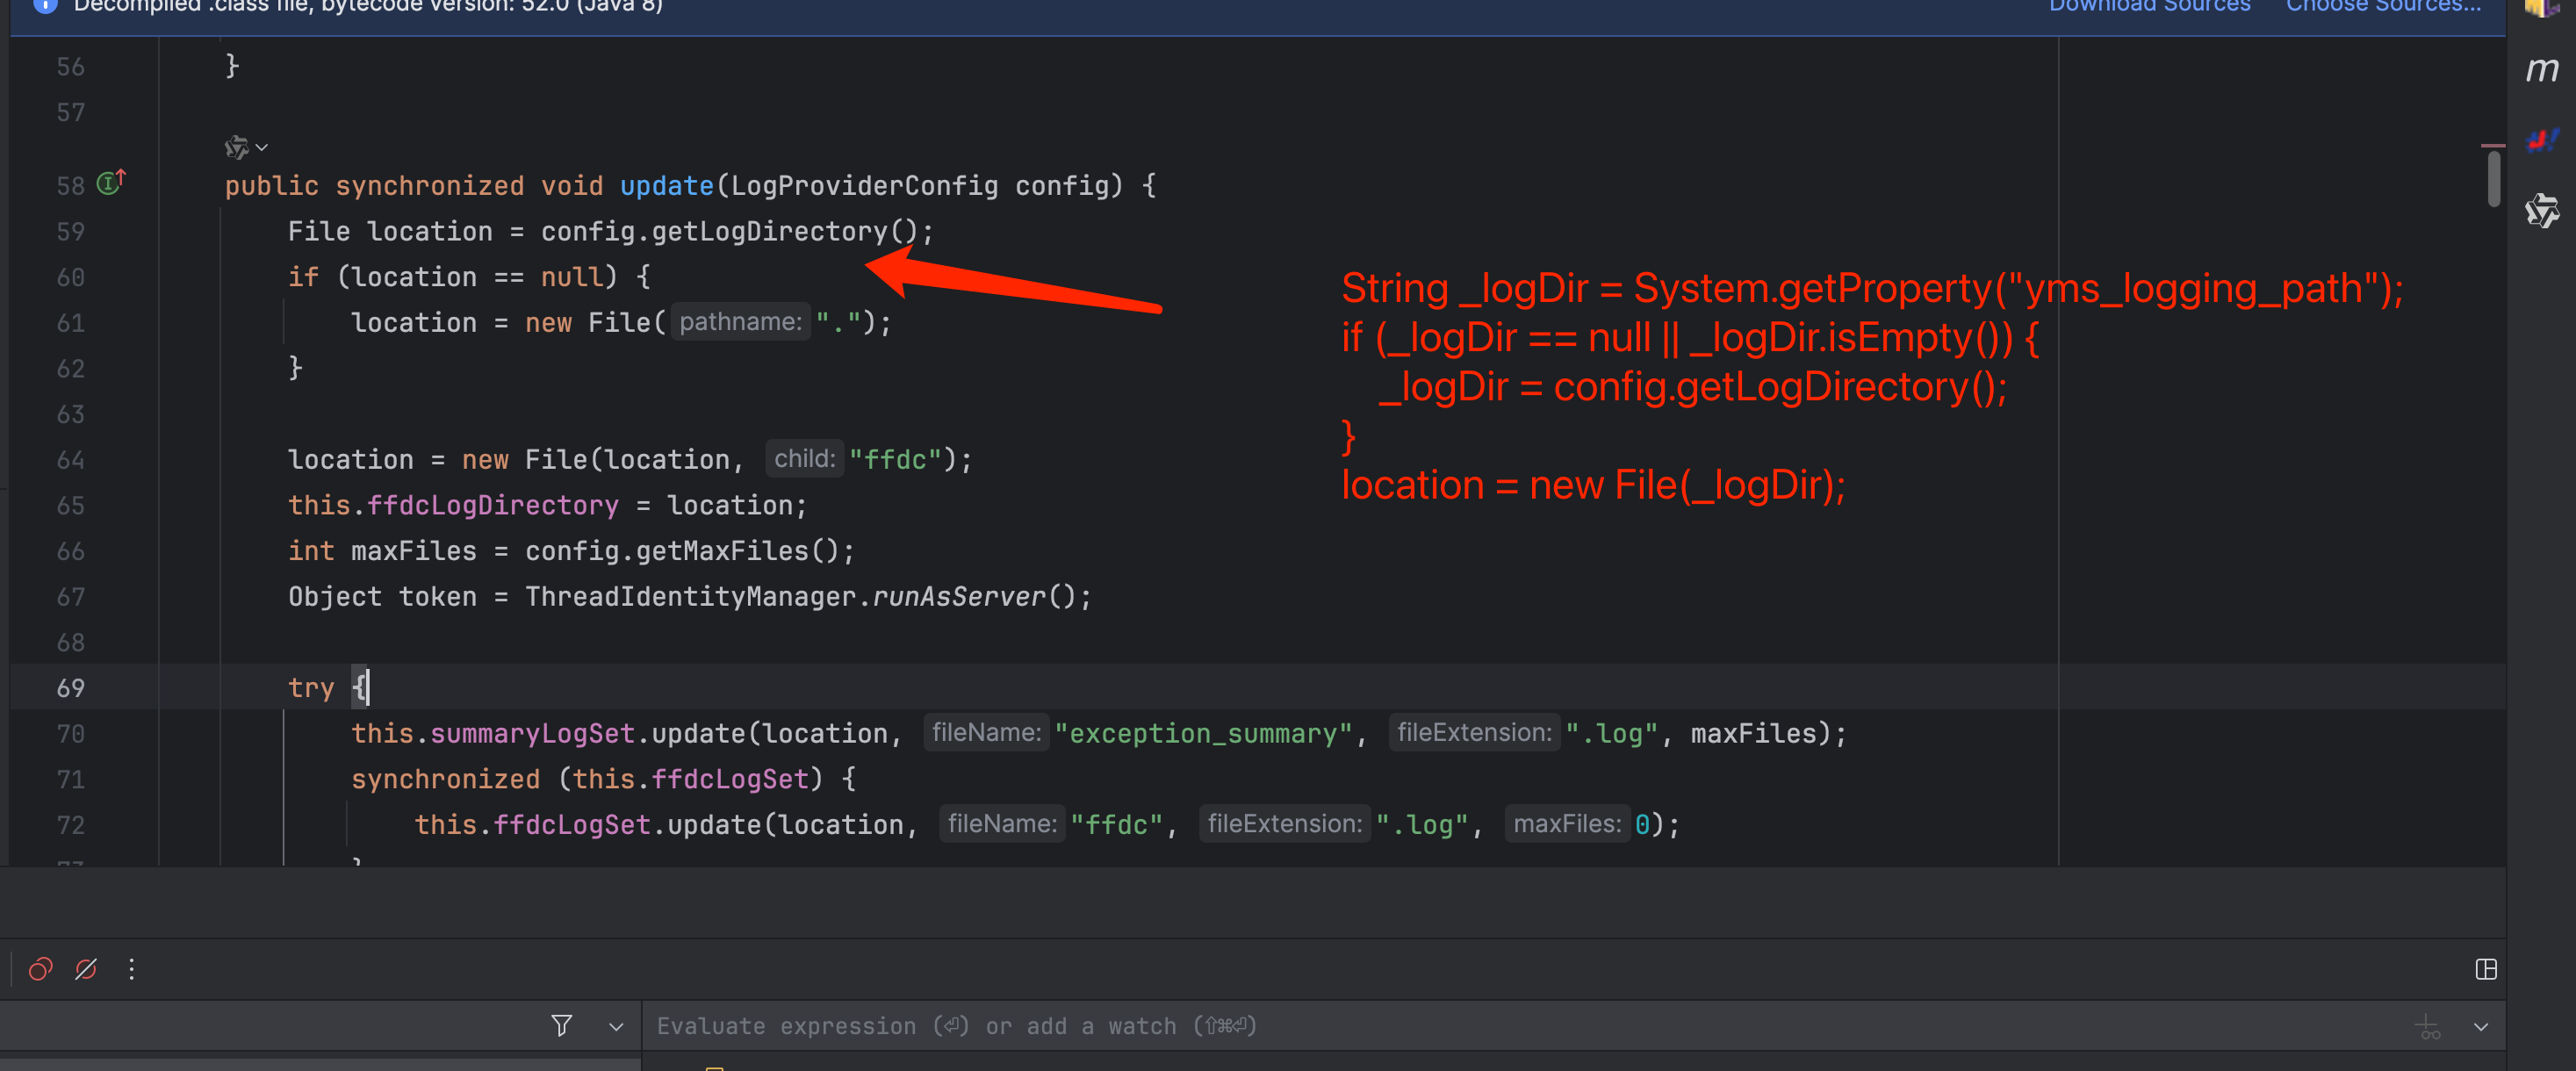 Decompiled .class file, bytecode version: 52.0 (Java 8)
Download Sources
Choose Sources...
56 }
57
58 public synchronized void update(LogProviderConfig config) {
59 File location = config.getLogDirectory();
60 if (location == null) {
61 location = new File( pathname: ".");
62 }
63
64 location = new File(location, child: "ffdc");
65 this.ffdcLogDirectory = location;
66 int maxFiles = config.getMaxFiles();
67 Object token = ThreadIdentityManager.runAsServer();
68
69 try {
70 this.summaryLogSet.update(location, fileName: "exception_summary", fileExtension: ".log", maxFiles);
71 synchronized (this.ffdcLogSet) {
72 this.ffdcLogSet.update(location, fileName: "ffdc", fileExtension: ".log", maxFiles: 0);
73 }
String _logDir = System.getProperty("yms_logging_path");
if (_logDir == null || _logDir.isEmpty()) {
_logDir = config.getLogDirectory();
}
location = new File(_logDir);
m
Evaluate expression (⏎) or add a watch (⇧⌘⏎)